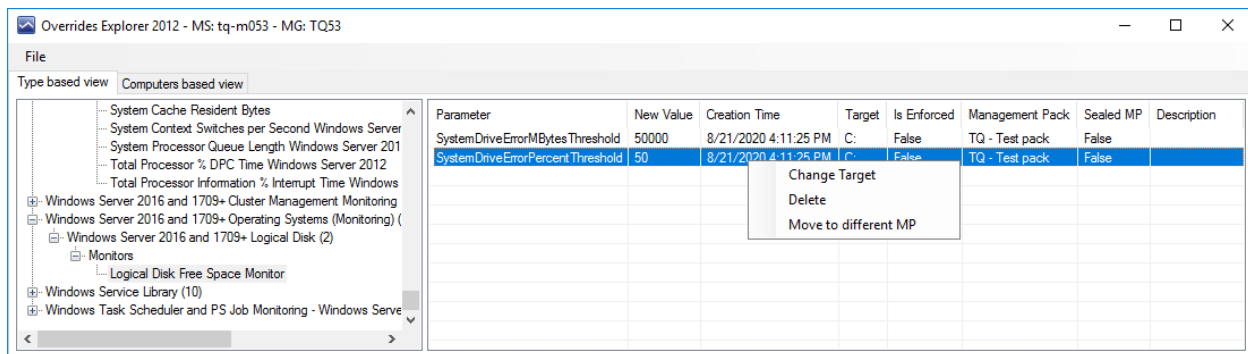 Overrides Explorer 2012 - MS: tq-m053 - MG: TQ53
File
Type based view Computers based view
System Cache Resident Bytes
System Context Switches per Second Windows Server
System Processor Queue Length Windows Server 201
Total Processor % DPC Time Windows Server 2012
Total Processor Information % Interrupt Time Windows
Windows Server 2016 and 1709+ Cluster Management Monitoring
Windows Server 2016 and 1709+ Operating Systems (Monitoring) (
Windows Server 2016 and 1709+ Logical Disk (2)
Monitors
Logical Disk Free Space Monitor
Windows Service Library (10)
Windows Task Scheduler and PS Job Monitoring - Windows Serve
Parameter New Value Creation Time Target Is Enforced Management Pack Sealed MP Description
SystemDriveErrorMBytesThreshold 50000 8/21/2020 4:11:25 PM C: False TQ - Test pack False
SystemDriveErrorPercentThreshold 50 8/21/2020 4:11:25 PM C: False TQ - Test pack False
Change Target
Delete
Move to different MP